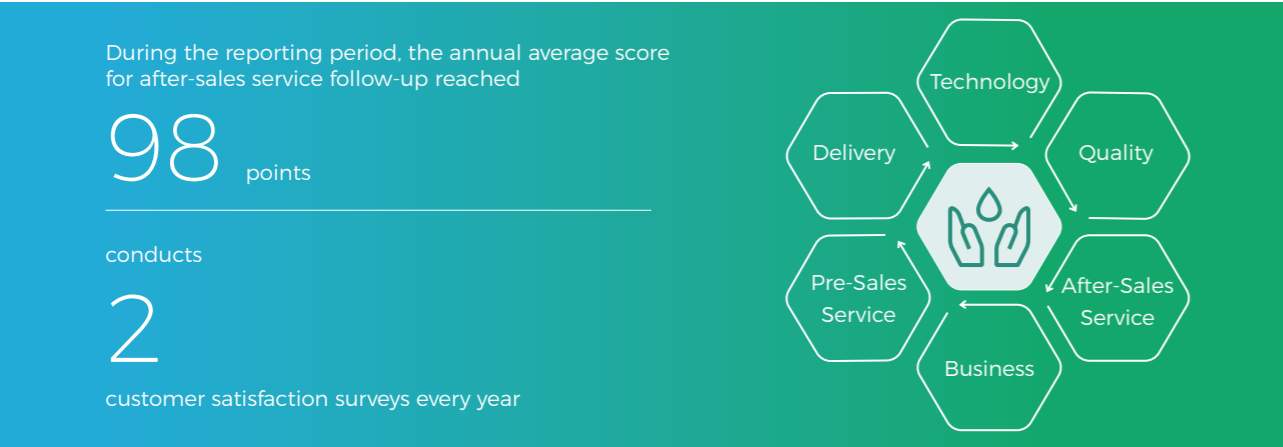 During the reporting period, the annual average score
for after-sales service follow-up reached
98 points
conducts
2
customer satisfaction surveys every year
Technology
Quality
After-Sales
Service
Business
Pre-Sales
Service
Delivery